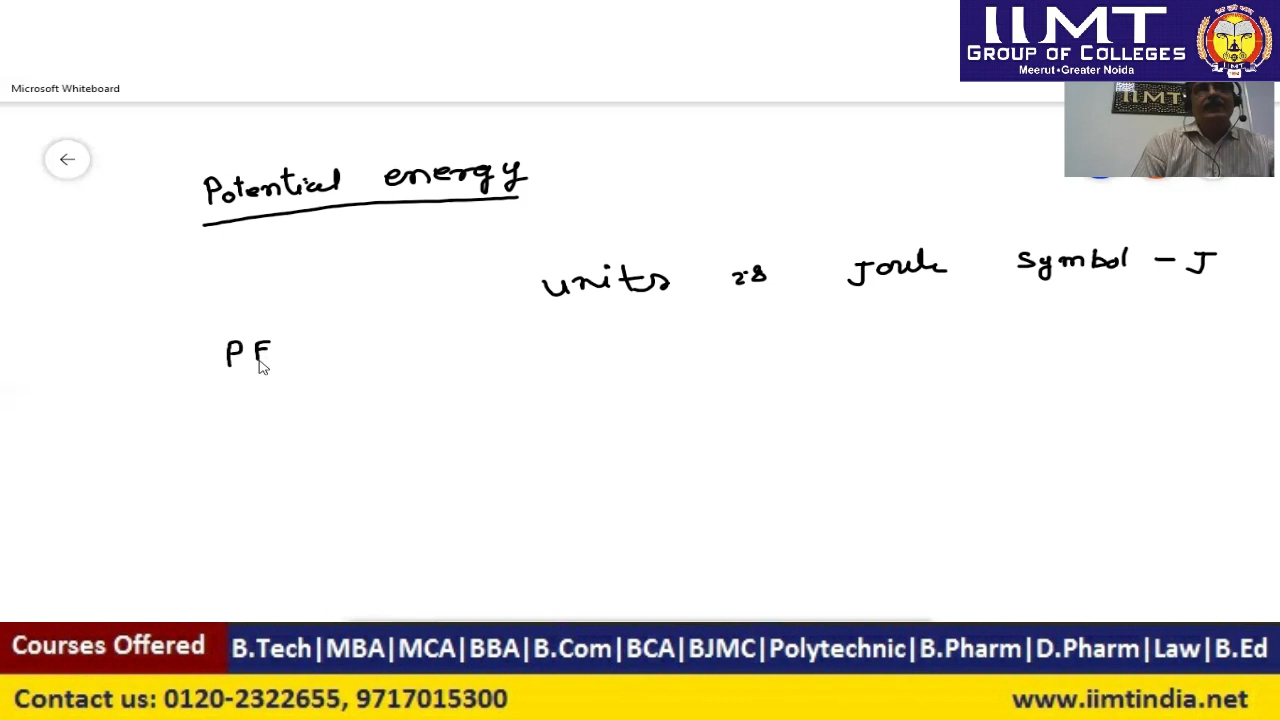 IIMT
GROUP OF COLLEGES
Meerut•Greater Noida
IIMT
Microsoft Whiteboard
Potential energy
units is Joule symbol - J
P F
Courses Offered
B.Tech|MBA|MCA|BBA|B.Com|BCA|BJMC|Polytechnic|B.Pharm|D.Pharm|Law|B.Ed
Contact us: 0120-2322655, 9717015300
www.iimtindia.net